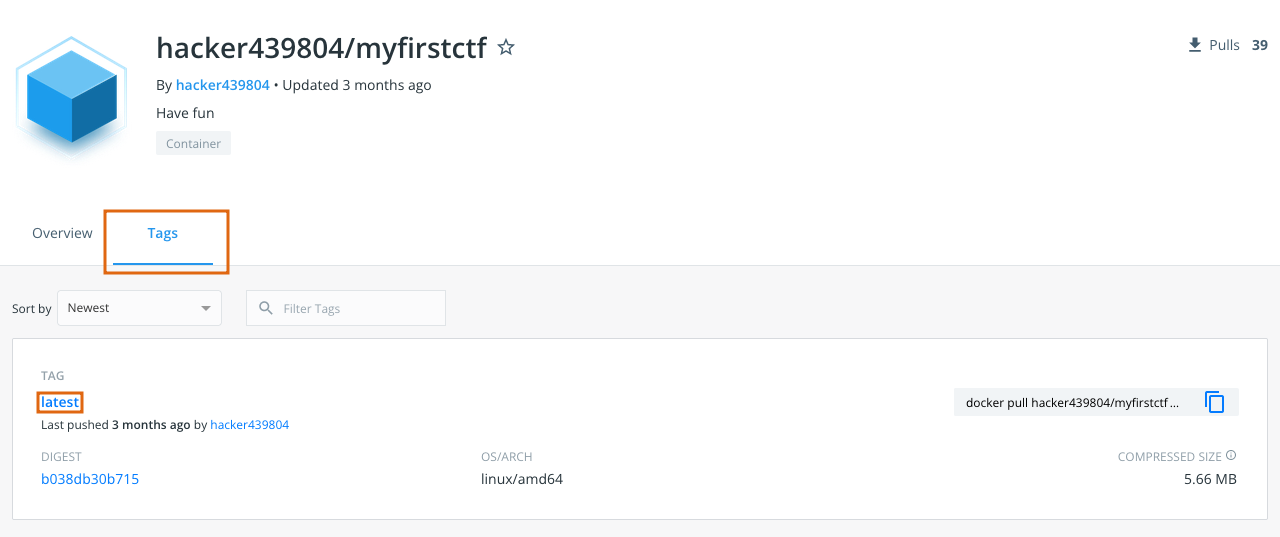 hacker439804/myfirstctf
Pulls 39
By hacker439804 • Updated 3 months ago
Have fun
Container
Overview
Tags
Sort by Newest
Filter Tags
TAG
latest
docker pull hacker439804/myfirstctf ...
Last pushed 3 months ago by hacker439804
DIGEST OS/ARCH COMPRESSED SIZE
b038db30b715 linux/amd64 5.66 MB